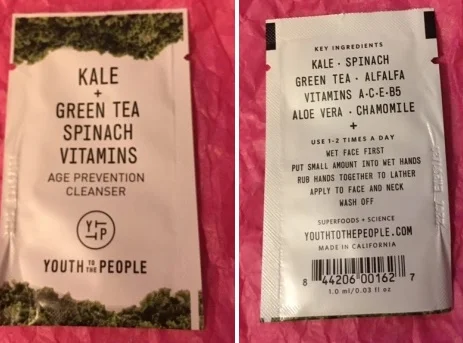 KALE
+
GREEN TEA
SPINACH
VITAMINS
AGE PREVENTION
CLEANSER
Y
T
P
YOUTH TO THE PEOPLE
KEY INGREDIENTS
KALE · SPINACH
GREEN TEA · ALFALFA
VITAMINS A·C·E·B5
ALOE VERA · CHAMOMILE
+
USE 1-2 TIMES A DAY
WET FACE FIRST
PUT SMALL AMOUNT INTO WET HANDS
RUB HANDS TOGETHER TO LATHER
APPLY TO FACE AND NECK
WASH OFF
SUPERFOODS + SCIENCE
YOUTHTOTHEPEOPLE.COM
MADE IN CALIFORNIA
8 44206 00162 7
1.0 ml/0.03 fl oz